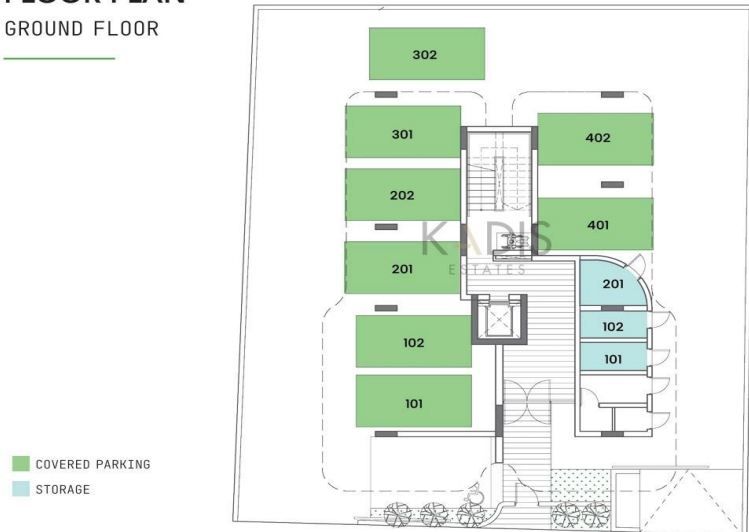 FLOOR PLAN
GROUND FLOOR
302
301
402
202
401
201
201
102
102
101
101
KADIS
ESTATES
COVERED PARKING
STORAGE